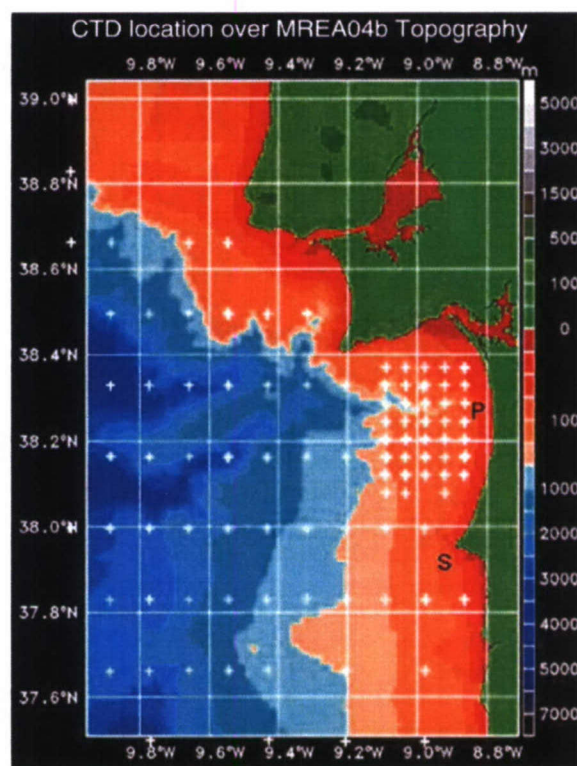 CTD location over MREA04b Topography
9.8°W 9.6°W 9.4°W 9.2°W 9.0°W 8.8°W
m
39.0°N
38.8°N
38.6°N
38.4°N
38.2°N
38.0°N
37.8°N
37.6°N
P
S
5000
3000
1500
500
100
0
100
1000
2000
3000
4000
5000
7000
9.8°W 9.6°W 9.4°W 9.2°W 9.0°W 8.8°W